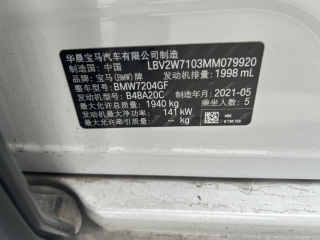 华晨宝马汽车有限公司制造
制造国: 中国 LBV2W7103MM079920
品牌: 宝马(BMW)牌 发动机排量: 1998 mL
整车型号: BMW7204GF
发动机型号: B48A20C 制造年月: 2021-05
最大允许总质量: 1940 kg 乘坐人数: 5
发动机最大净功率: 141 kW
最大允许牵引质量: - kg